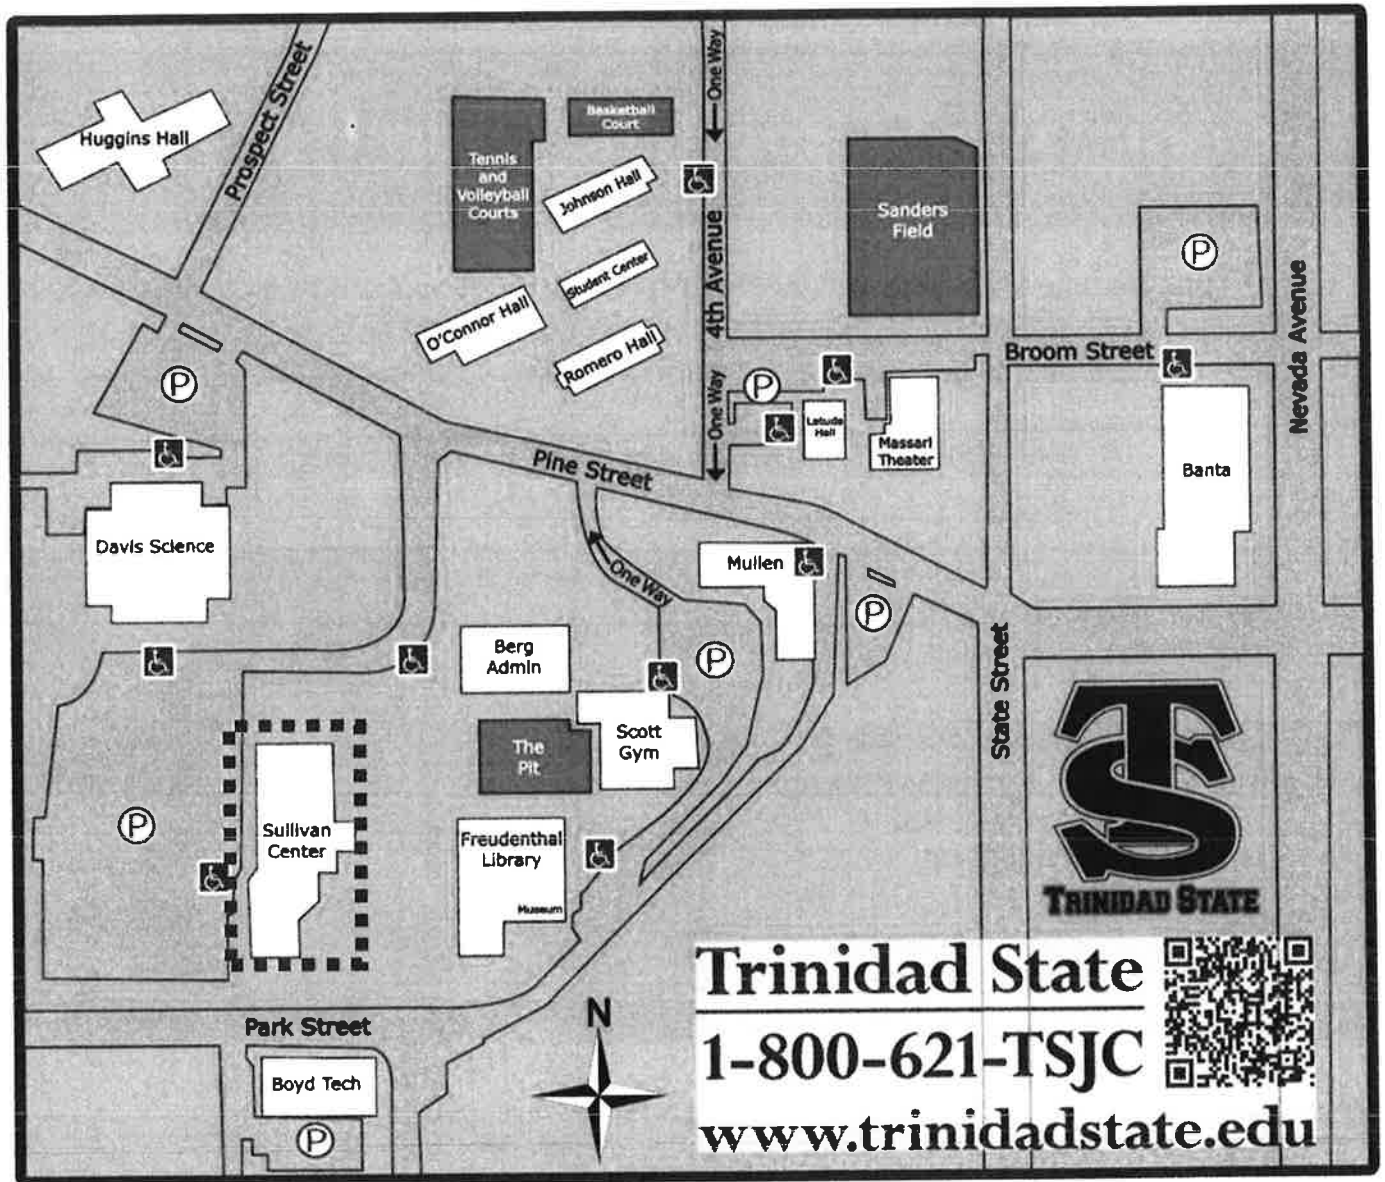 Prospect Street
One Way
Huggins Hall
Basketball
Court
Tennis
and
Volleyball
Courts
Johnson Hall
Sanders
Field
P
Student Center
4th Avenue
Nevada Avenue
O'Connor Hall
Romero Hall
Broom Street
P
P
One Way
Latuda
Hall
Massari
Theater
Pine Street
Banta
Davis Science
Mullen
One Way
P
Berg
Admin
P
State Street
Scott
Gym
The
Pit
P
Sullivan
Center
Freudenthal
Library
Museum
TS
TRINIDAD STATE
Trinidad State
1-800-621-TSJC
www.trinidadstate.edu
N
Park Street
Boyd Tech
P